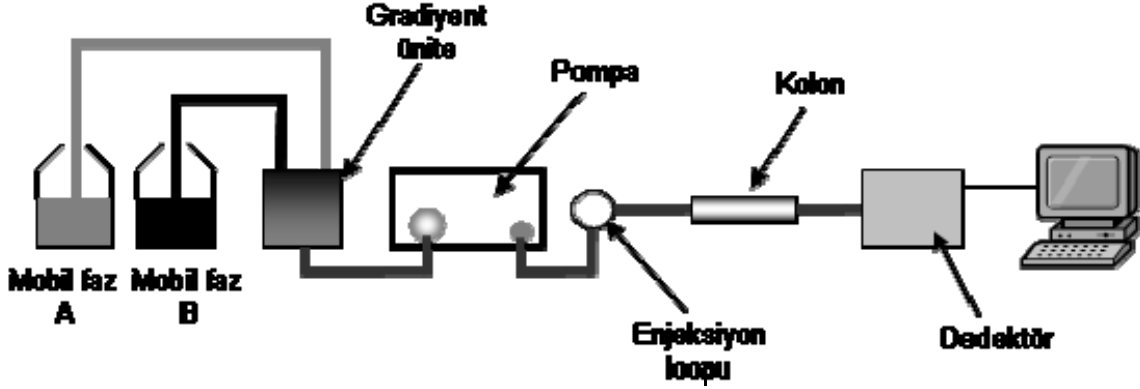 Gradiyent
ünite
Pompa
Kolon
Mobil faz
A
Mobil faz
B
Enjeksiyon
loopu
Dedektör